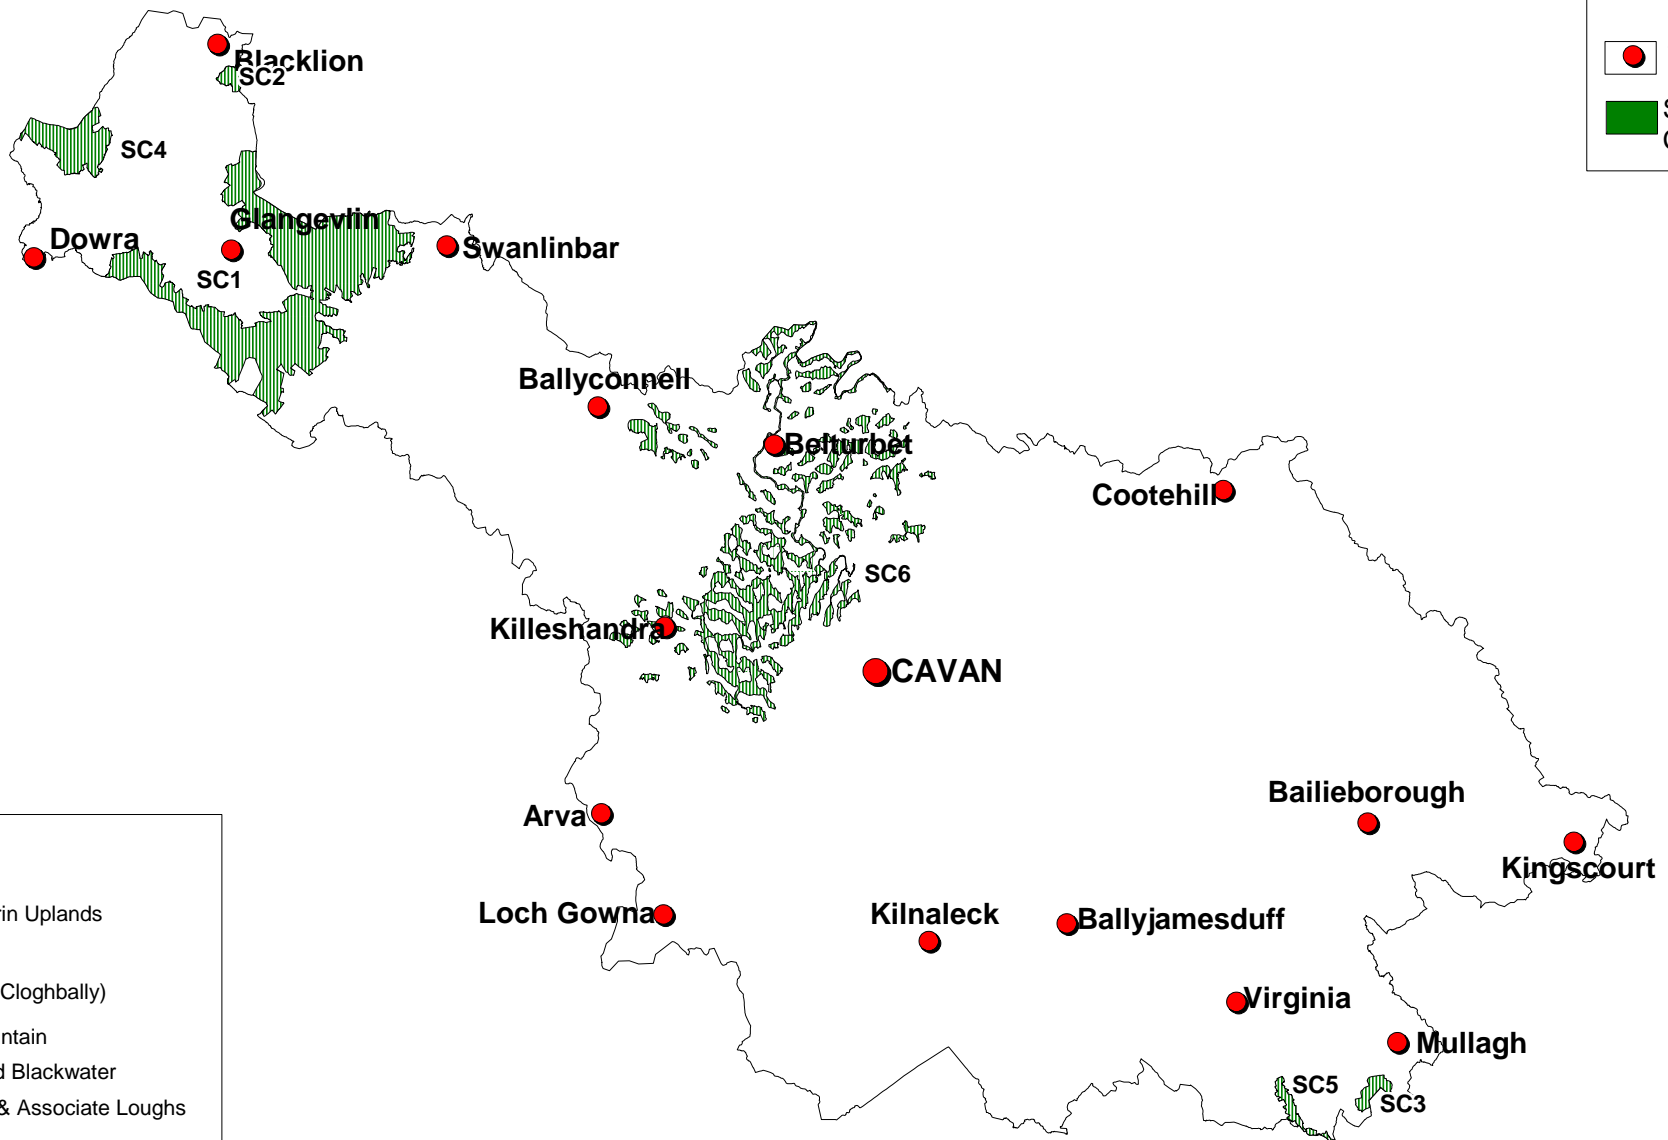 Blacklion
SC2
SC4
Glangevlin
Dowra
Swanlinbar
SC1
Ballyconnell
Belturbet
Cootehill
SC6
Killeshandra
CAVAN
Arva
Bailieborough
Kingscourt
Loch Gowna
Kilnaleck
Ballyjamesduff
Virginia
Mullagh
SC5
SC3
rin Uplands
Cloghbally)
ntain
d Blackwater
& Associate Loughs